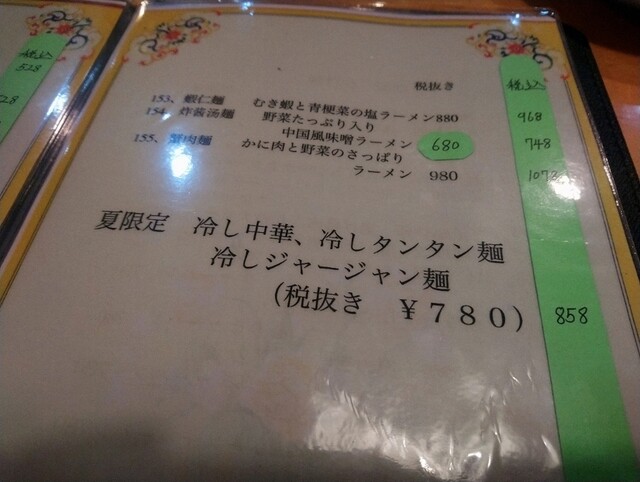 税込
528
税抜き
税込
153、蝦仁麺 むき蝦と青梗菜の塩ラーメン880 968
154、炸酱汤麺 野菜たっぷり入り
中国風味噌ラーメン 680 748
155、蟹肉麺 かに肉と野菜のさっぱり
ラーメン 980
夏限定 冷し中華、冷しタンタン麺
冷しジャージャン麺
(税抜き ￥780) 858